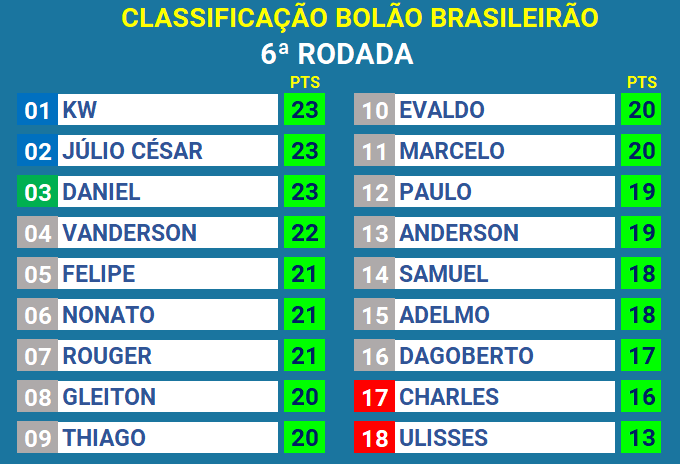 CLASSIFICAÇÃO BOLÃO BRASILEIRÃO
6ª RODADA
PTS
01 KW 23
02 JÚLIO CÉSAR 23
03 DANIEL 23
04 VANDERSON 22
05 FELIPE 21
06 NONATO 21
07 ROUGER 21
08 GLEITON 20
09 THIAGO 20
PTS
10 EVALDO 20
11 MARCELO 20
12 PAULO 19
13 ANDERSON 19
14 SAMUEL 18
15 ADELMO 18
16 DAGOBERTO 17
17 CHARLES 16
18 ULISSES 13